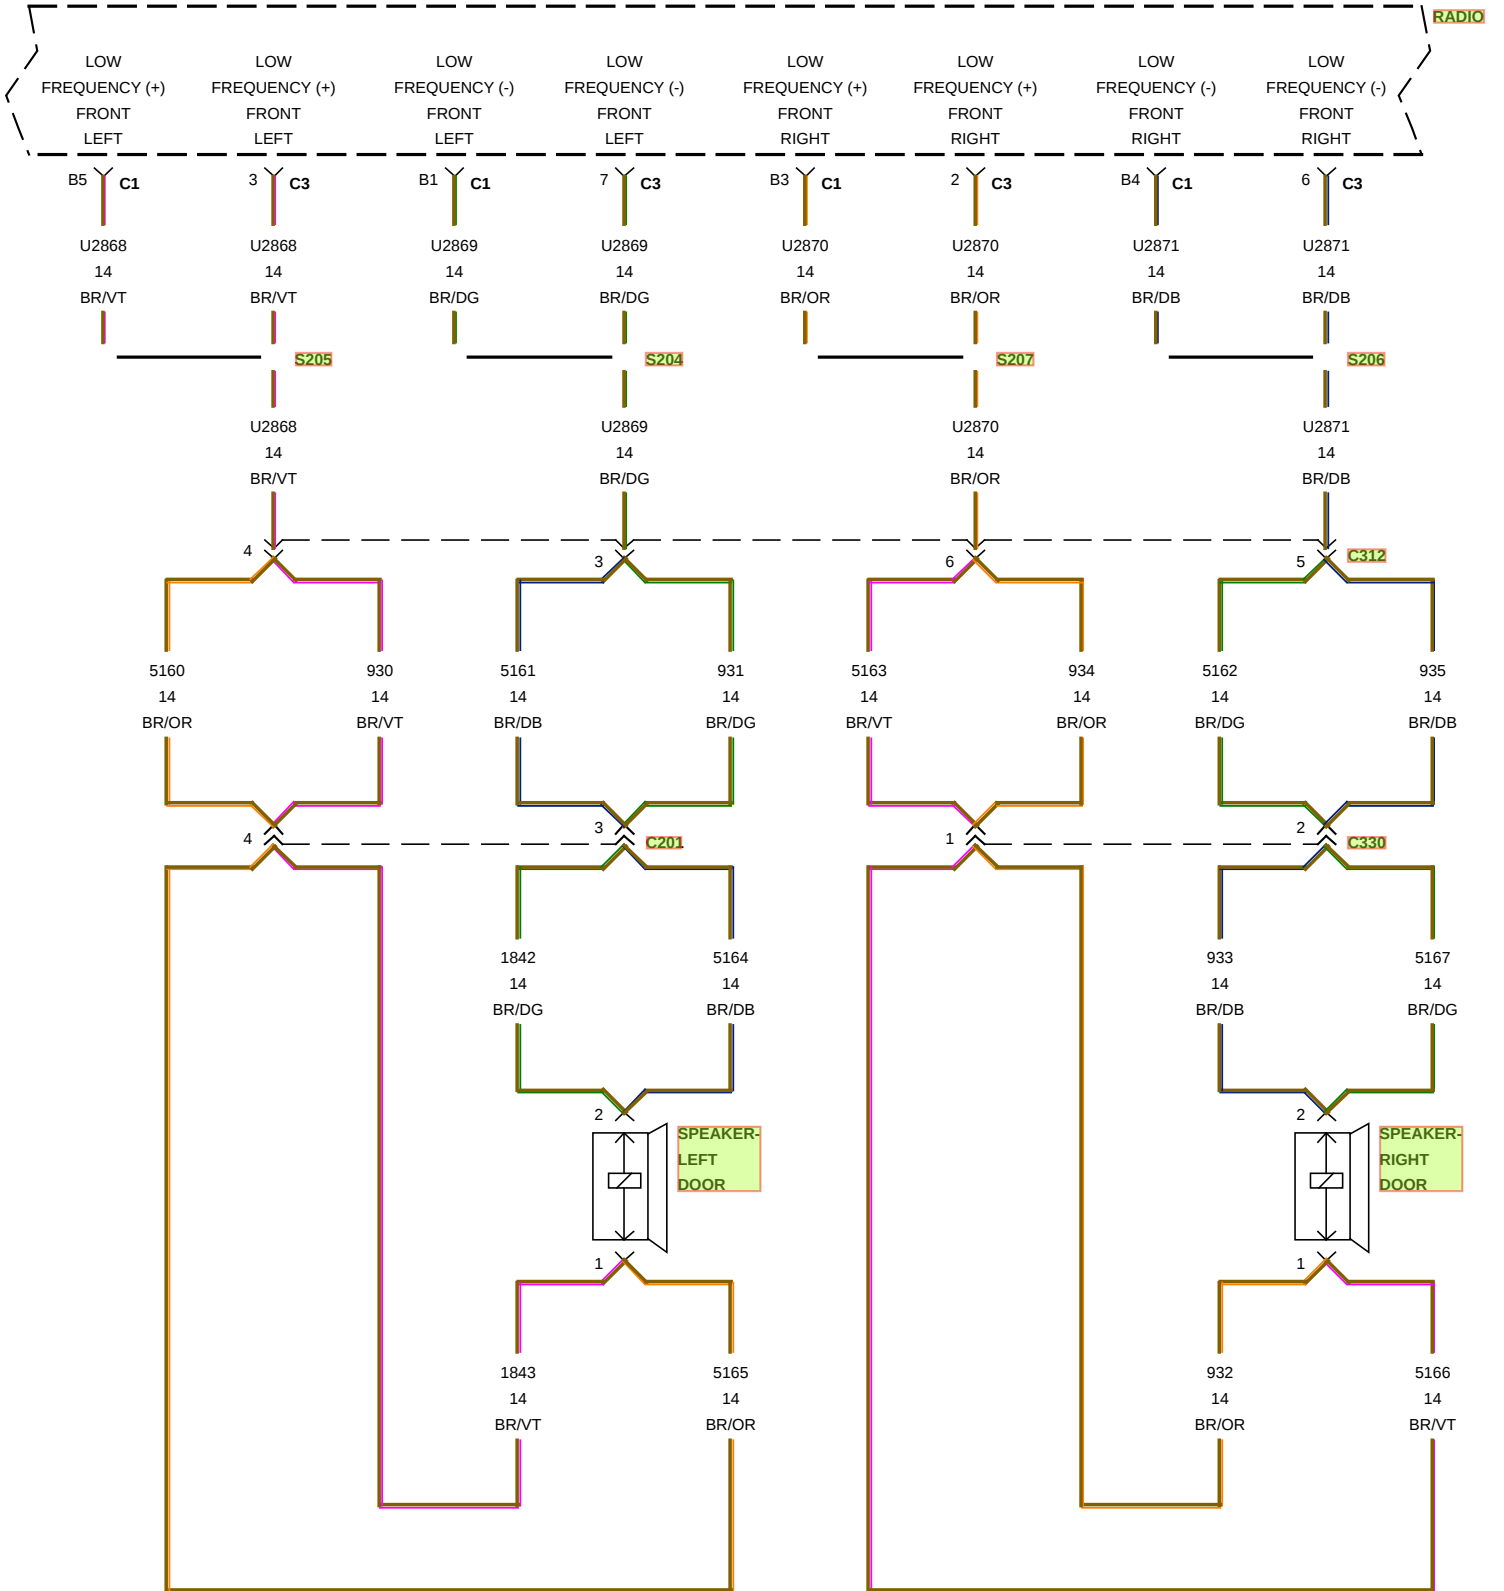 RADIO
LOW LOW LOW LOW LOW LOW LOW LOW
FREQUENCY (+) FREQUENCY (+) FREQUENCY (-) FREQUENCY (-) FREQUENCY (+) FREQUENCY (+) FREQUENCY (-) FREQUENCY (-)
FRONT FRONT FRONT FRONT FRONT FRONT FRONT FRONT
LEFT LEFT LEFT LEFT RIGHT RIGHT RIGHT RIGHT
B5 C1 3 C3 B1 C1 7 C3 B3 C1 2 C3 B4 C1 6 C3
U2868 U2868 U2869 U2869 U2870 U2870 U2871 U2871
14 14 14 14 14 14 14 14
BR/VT BR/VT BR/DG BR/DG BR/OR BR/OR BR/DB BR/DB
S205 S204 S207 S206
U2868 U2869 U2870 U2871
14 14 14 14
BR/VT BR/DG BR/OR BR/DB
4 3 6 5 C312
5160 930 5161 931 5163 934 5162 935
14 14 14 14 14 14 14 14
BR/OR BR/VT BR/DB BR/DG BR/VT BR/OR BR/DG BR/DB
4 3 C201 1 2 C330
1842 5164 933 5167
14 14 14 14
BR/DG BR/DB BR/DB BR/DG
2 2
SPEAKER- SPEAKER-
LEFT RIGHT
DOOR DOOR
1 1
1843 5165 932 5166
14 14 14 14
BR/VT BR/OR BR/OR BR/VT